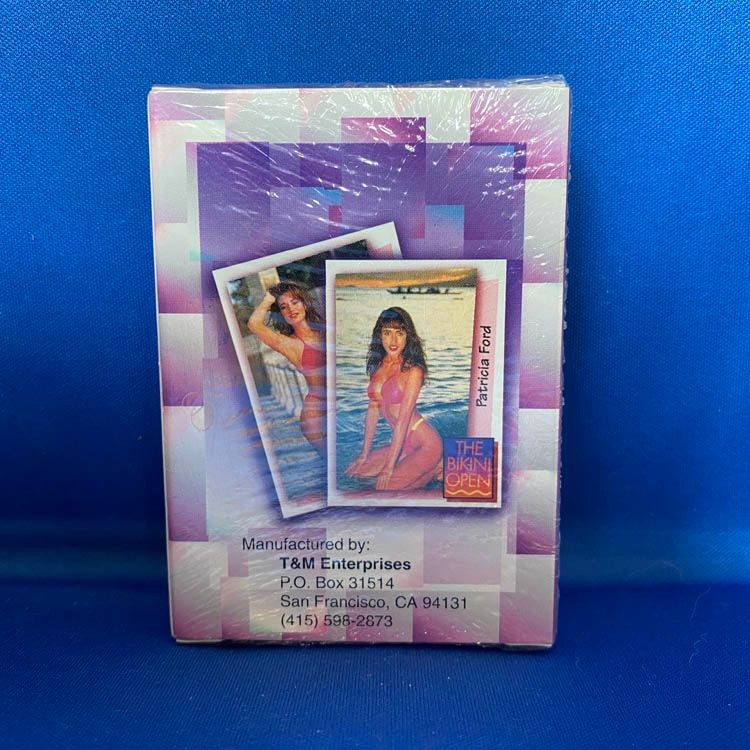 Patricia Ford
THE
BIKINI
OPEN
Manufactured by:
T&M Enterprises
P.O. Box 31514
San Francisco, CA 94131
(415) 598-2873